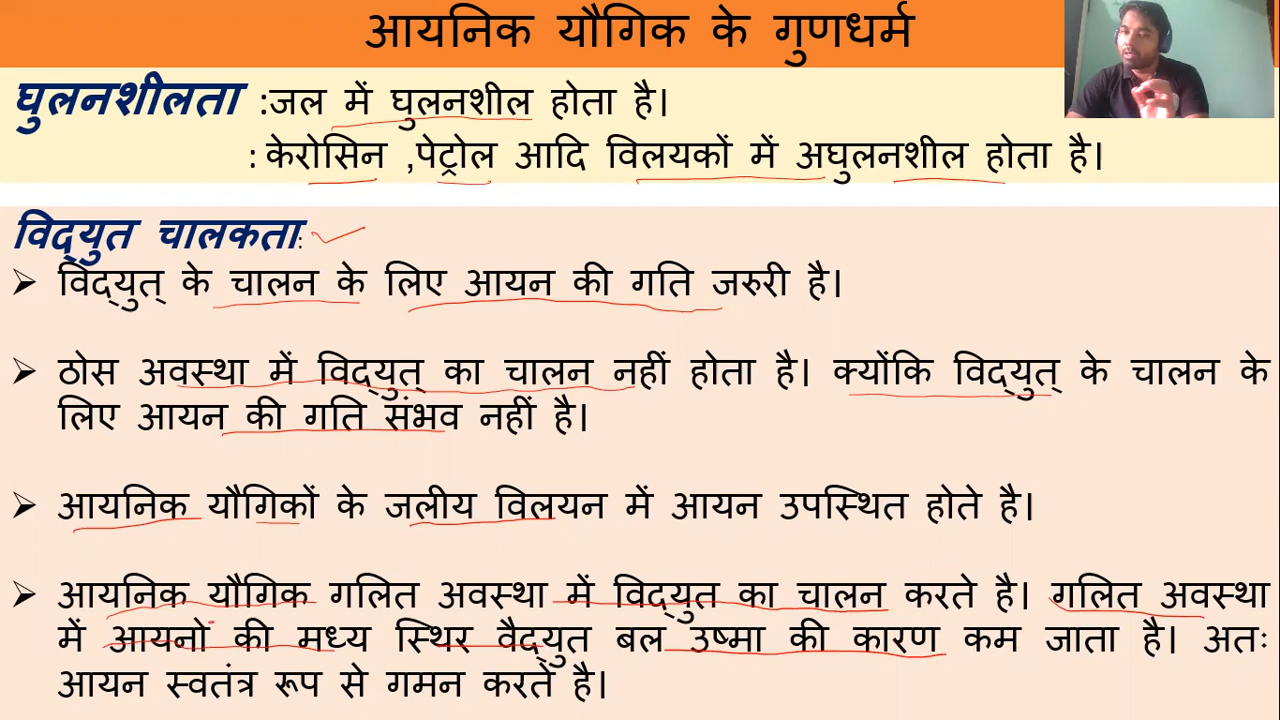 आयनिक यौगिक के गुणधर्म
घुलनशीलता :जल में घुलनशील होता है।
: केरोसिन ,पेट्रोल आदि विलयकों में अघुलनशील होता है।
विद्युत चालकता:
➢ विद्युत् के चालन के लिए आयन की गति जरुरी है।
➢ ठोस अवस्था में विद्युत् का चालन नहीं होता है। क्योंकि विद्युत् के चालन के
लिए आयन की गति संभव नहीं है।
➢ आयनिक यौगिकों के जलीय विलयन में आयन उपस्थित होते है।
➢ आयनिक यौगिक गलित अवस्था में विद्युत का चालन करते है। गलित अवस्था
में आयनो की मध्य स्थिर वैद्युत बल उष्मा की कारण कम जाता है। अतः
आयन स्वतंत्र रूप से गमन करते है।